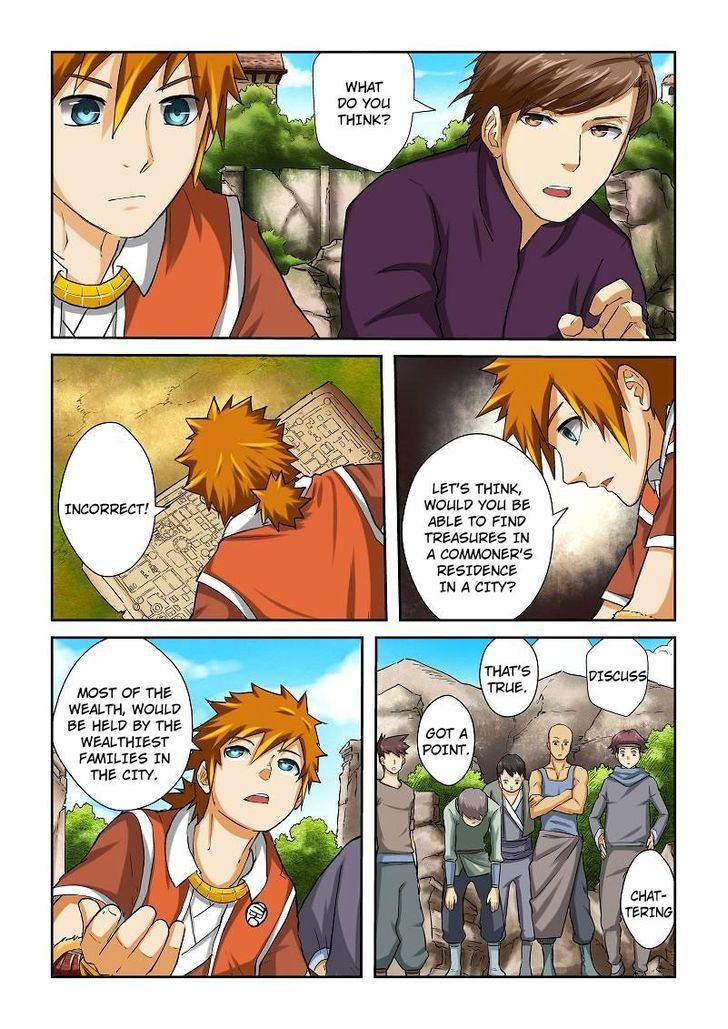 WHAT
DO YOU
THINK?
INCORRECT!
LET'S THINK,
WOULD YOU BE
ABLE TO FIND
TREASURES IN
A COMMONER'S
RESIDENCE
IN A CITY?
MOST OF THE
WEALTH, WOULD
BE HELD BY THE
WEALTHIEST
FAMILIES IN
THE CITY.
THAT'S
TRUE.
DISCUSS
GOT A
POINT.
CHAT-
TERING